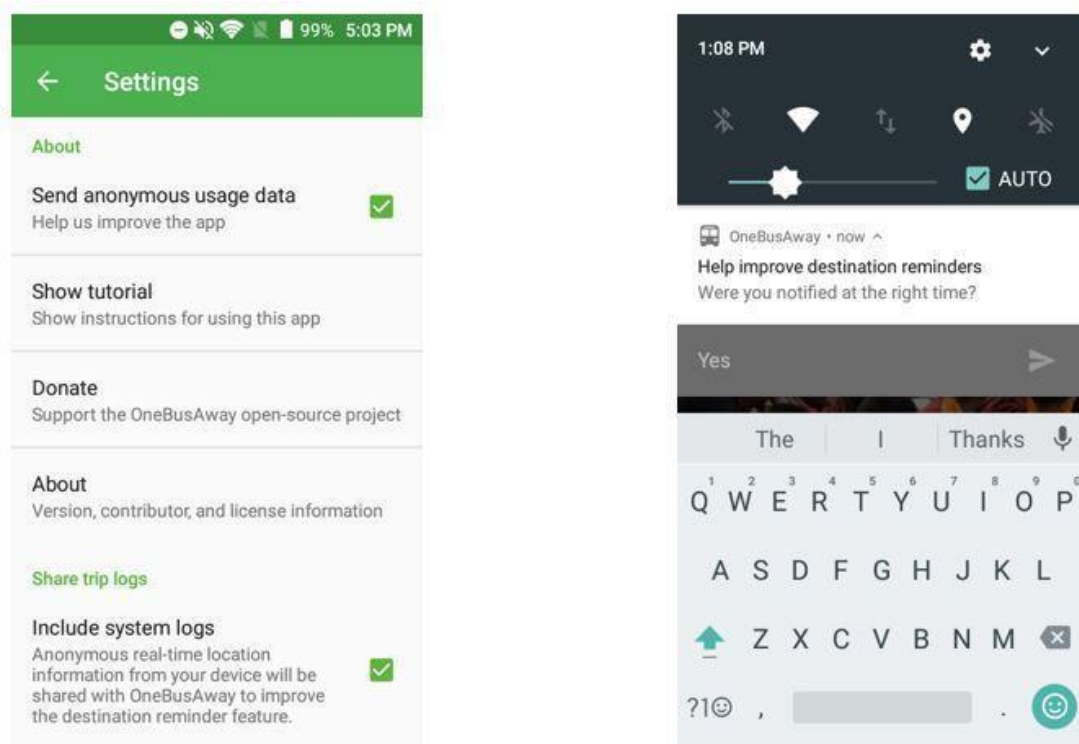 99% 5:03 PM
Settings
About
Send anonymous usage data
Help us improve the app
Show tutorial
Show instructions for using this app
Donate
Support the OneBusAway open-source project
About
Version, contributor, and license information
Share trip logs
Include system logs
Anonymous real-time location
information from your device will be
shared with OneBusAway to improve
the destination reminder feature.
1:08 PM
AUTO
OneBusAway • now
Help improve destination reminders
Were you notified at the right time?
Yes
The I Thanks
1 2 3 4 5 6 7 8 9 0
Q W E R T Y U I O P
A S D F G H J K L
Z X C V B N M
?1☺ , .